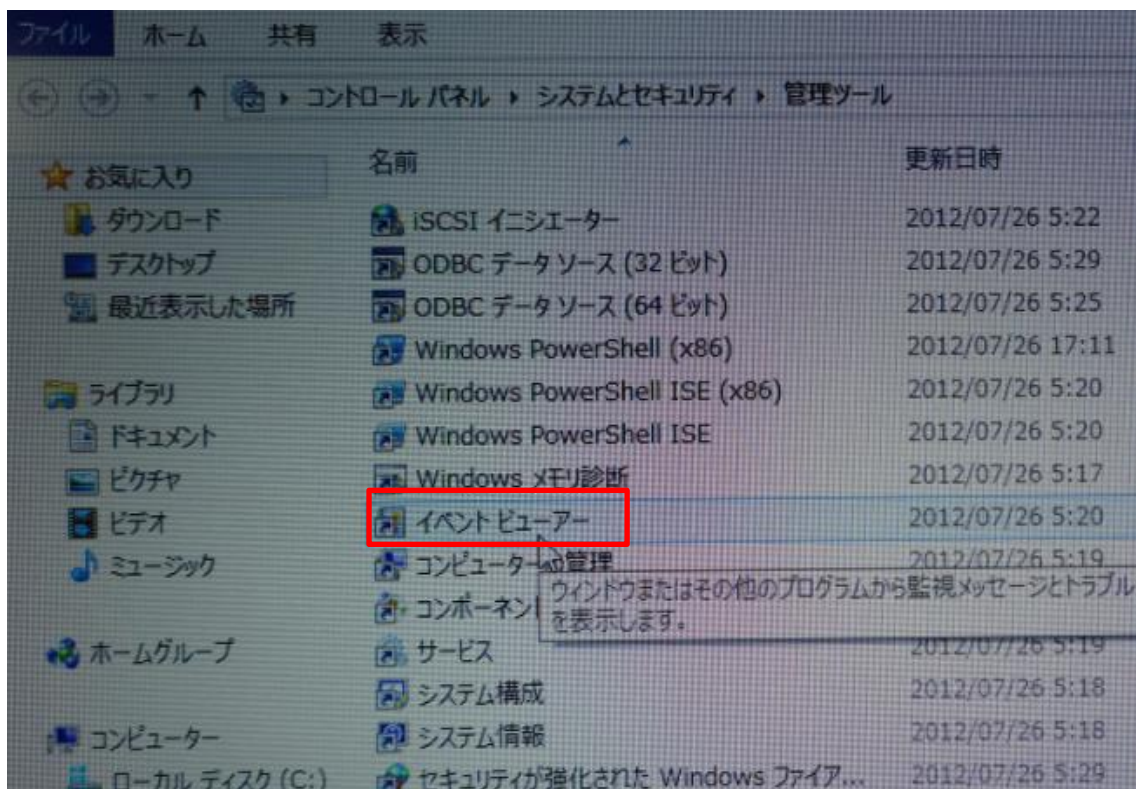 ファイル ホーム 共有 表示
コントロール パネル システムとセキュリティ 管理ツール
名前 更新日時
お気に入り
ダウンロード
デスクトップ
最近表示した場所
ライブラリ
ドキュメント
ピクチャ
ビデオ
ミュージック
ホームグループ
コンピューター
ローカル ディスク (C:)
iSCSI イニシエーター 2012/07/26 5:22
ODBC データ ソース (32 ビット) 2012/07/26 5:29
ODBC データ ソース (64 ビット) 2012/07/26 5:25
Windows PowerShell (x86) 2012/07/26 17:11
Windows PowerShell ISE (x86) 2012/07/26 5:20
Windows PowerShell ISE 2012/07/26 5:20
Windows メモリ診断 2012/07/26 5:17
イベント ビューアー 2012/07/26 5:20
コンピューターの管理 2012/07/26 5:19
ウィンドウまたはその他のプログラムから監視メッセージとトラブル
を表示します。
コンポーネン
サービス 2012/07/26 5:19
システム構成 2012/07/26 5:18
システム情報 2012/07/26 5:18
セキュリティが強化された Windows ファイア... 2012/07/26 5:29